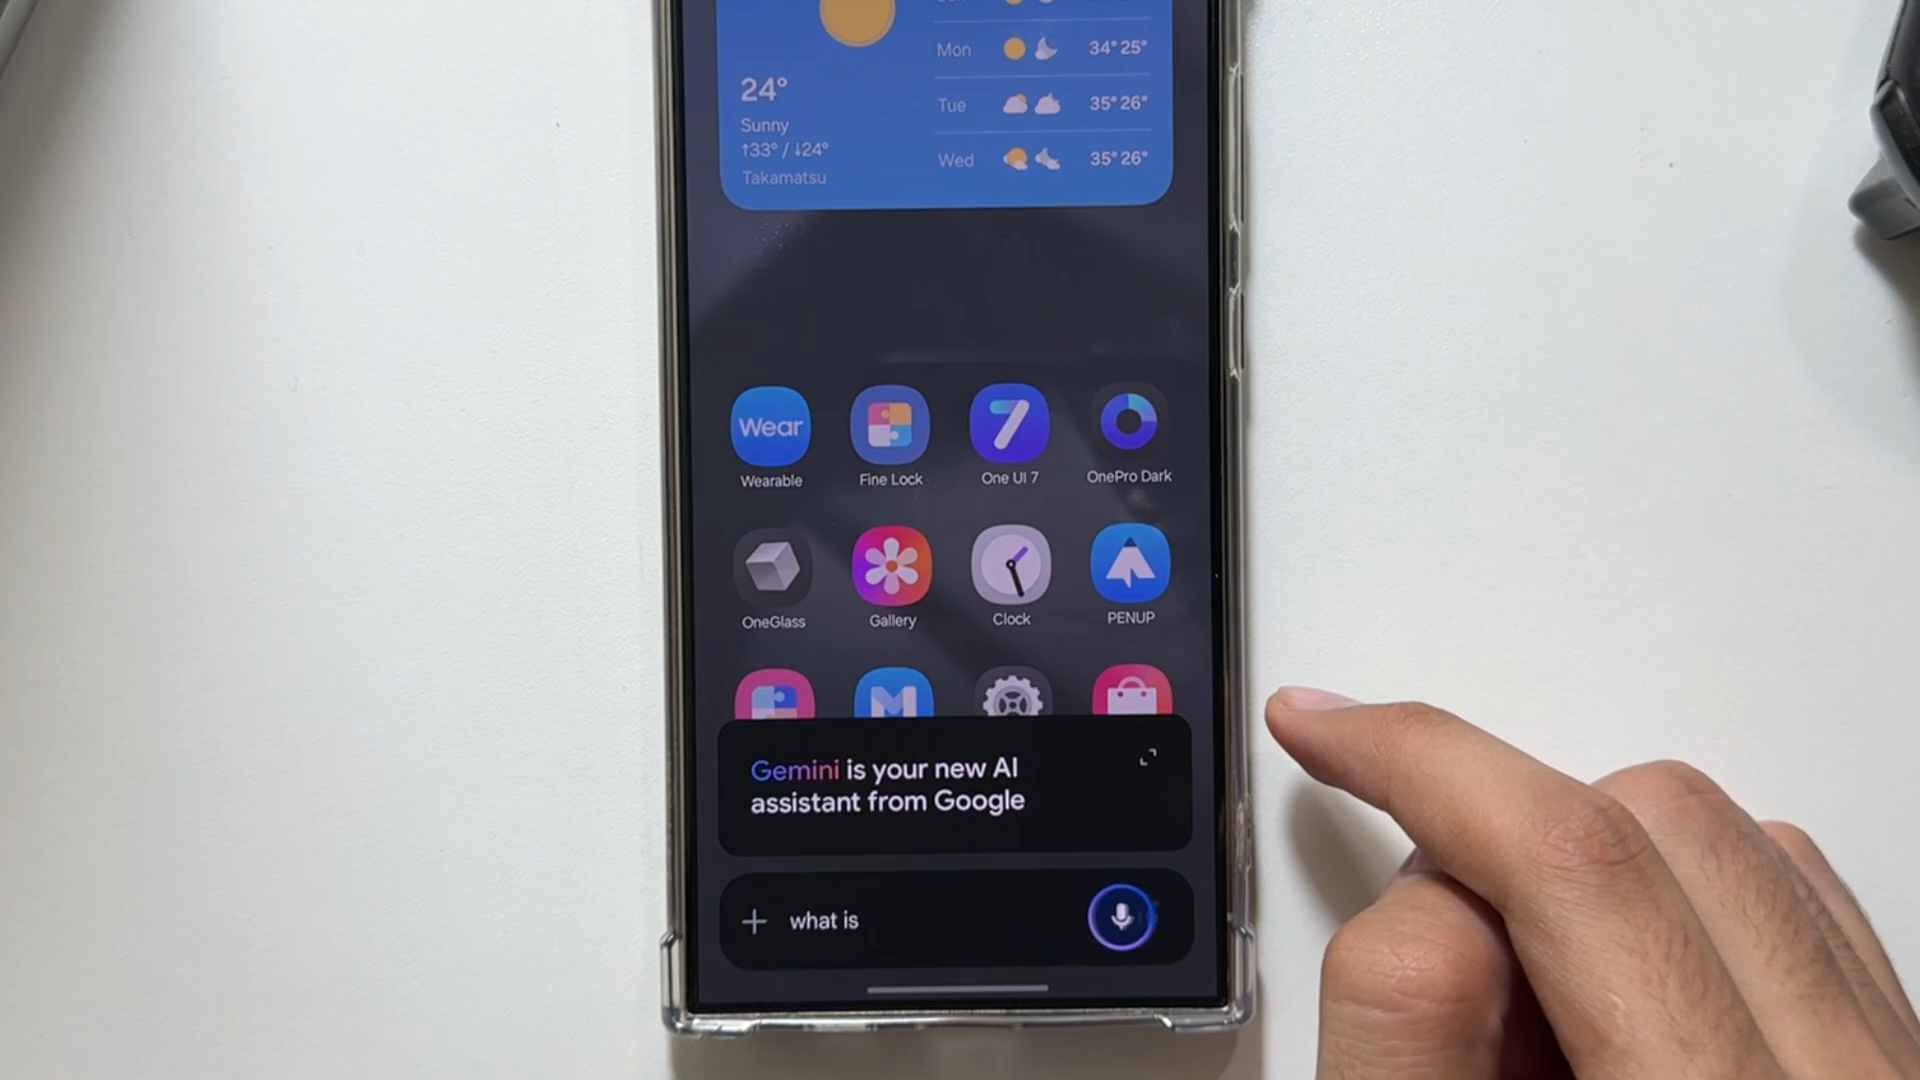 Mon 34° 25°
24°
Tue 35° 26°
Sunny
↑33° / ↓24°
Wed 35° 26°
Takamatsu
Wear
7
Wearable
Fine Lock
One UI 7
OnePro Dark
OneGlass
Gallery
Clock
PENUP
M
Gemini is your new AI
assistant from Google
+ what is